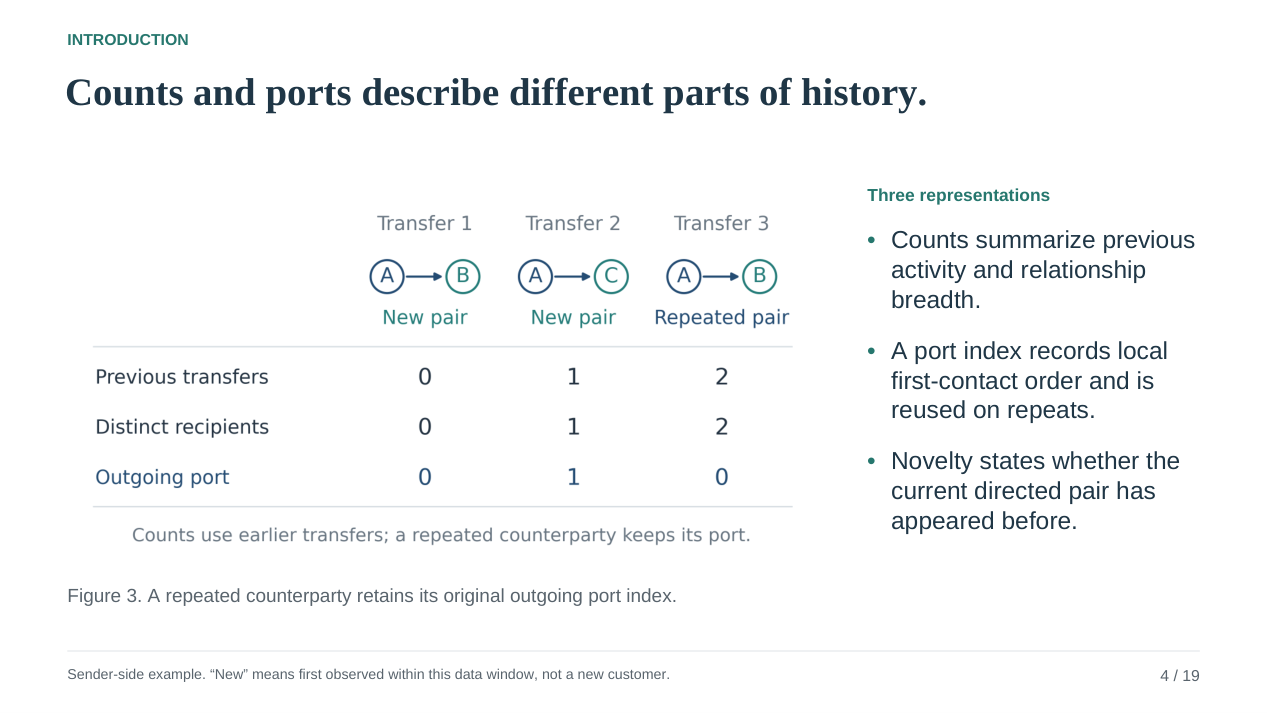 INTRODUCTION
Counts and ports describe different parts of history.
Transfer 1 Transfer 2 Transfer 3
A B A C A B
New pair New pair Repeated pair
Previous transfers 0 1 2
Distinct recipients 0 1 2
Outgoing port 0 1 0
Counts use earlier transfers; a repeated counterparty keeps its port.
Figure 3. A repeated counterparty retains its original outgoing port index.
Three representations
• Counts summarize previous
activity and relationship
breadth.
• A port index records local
first-contact order and is
reused on repeats.
• Novelty states whether the
current directed pair has
appeared before.
Sender-side example. “New” means first observed within this data window, not a new customer.
4 / 19